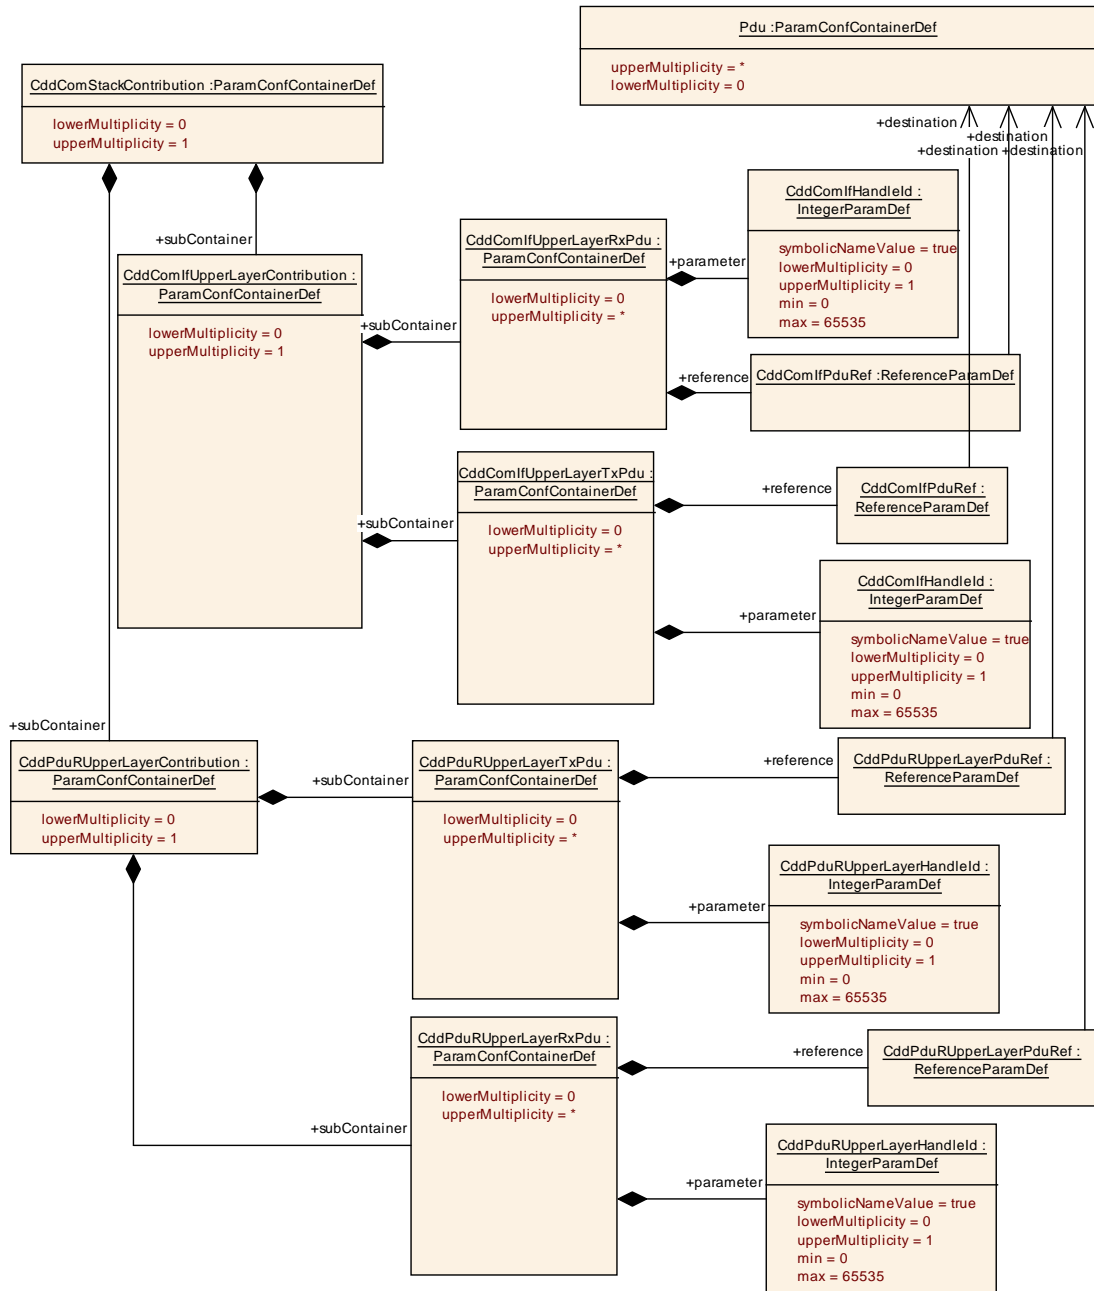 Pdu :ParamConfContainerDef
upperMultiplicity = *
lowerMultiplicity = 0
CddComStackContribution :ParamConfContainerDef
lowerMultiplicity = 0
upperMultiplicity = 1
+destination
+destination
+destination
+destination
+subContainer
CddComIfUpperLayerContribution :
ParamConfContainerDef
lowerMultiplicity = 0
upperMultiplicity = 1
+subContainer
CddComIfUpperLayerRxPdu :
ParamConfContainerDef
lowerMultiplicity = 0
upperMultiplicity = *
+parameter
CddComIfHandleId :
IntegerParamDef
symbolicNameValue = true
lowerMultiplicity = 0
upperMultiplicity = 1
min = 0
max = 65535
+reference
CddComIfPduRef :ReferenceParamDef
+subContainer
CddComIfUpperLayerTxPdu :
ParamConfContainerDef
lowerMultiplicity = 0
upperMultiplicity = *
+reference
CddComIfPduRef :
ReferenceParamDef
+parameter
CddComIfHandleId :
IntegerParamDef
symbolicNameValue = true
lowerMultiplicity = 0
upperMultiplicity = 1
min = 0
max = 65535
+subContainer
CddPduRUpperLayerContribution :
ParamConfContainerDef
lowerMultiplicity = 0
upperMultiplicity = 1
+subContainer
CddPduRUpperLayerTxPdu :
ParamConfContainerDef
lowerMultiplicity = 0
upperMultiplicity = *
+reference
CddPduRUpperLayerPduRef :
ReferenceParamDef
+parameter
CddPduRUpperLayerHandleId :
IntegerParamDef
symbolicNameValue = true
lowerMultiplicity = 0
upperMultiplicity = 1
min = 0
max = 65535
+subContainer
CddPduRUpperLayerRxPdu :
ParamConfContainerDef
lowerMultiplicity = 0
upperMultiplicity = *
+reference
CddPduRUpperLayerPduRef :
ReferenceParamDef
+parameter
CddPduRUpperLayerHandleId :
IntegerParamDef
symbolicNameValue = true
lowerMultiplicity = 0
upperMultiplicity = 1
min = 0
max = 65535